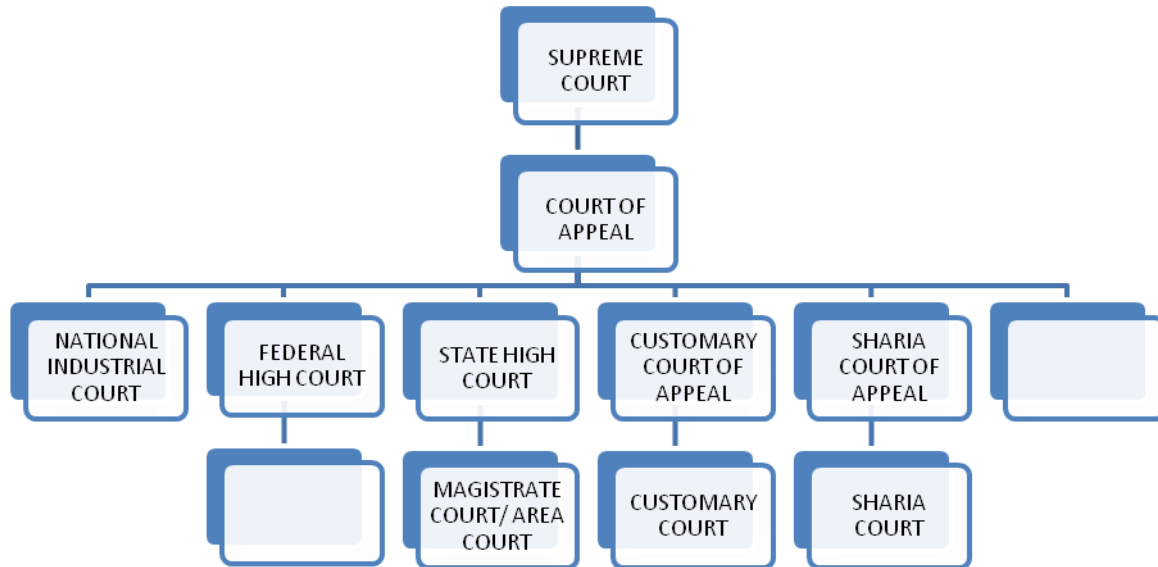 SUPREME
COURT
COURT OF
APPEAL
NATIONAL
INDUSTRIAL
COURT
FEDERAL
HIGH COURT
STATE HIGH
COURT
CUSTOMARY
COURT OF
APPEAL
SHARIA
COURT OF
APPEAL
MAGISTRATE
COURT/ AREA
COURT
CUSTOMARY
COURT
SHARIA
COURT